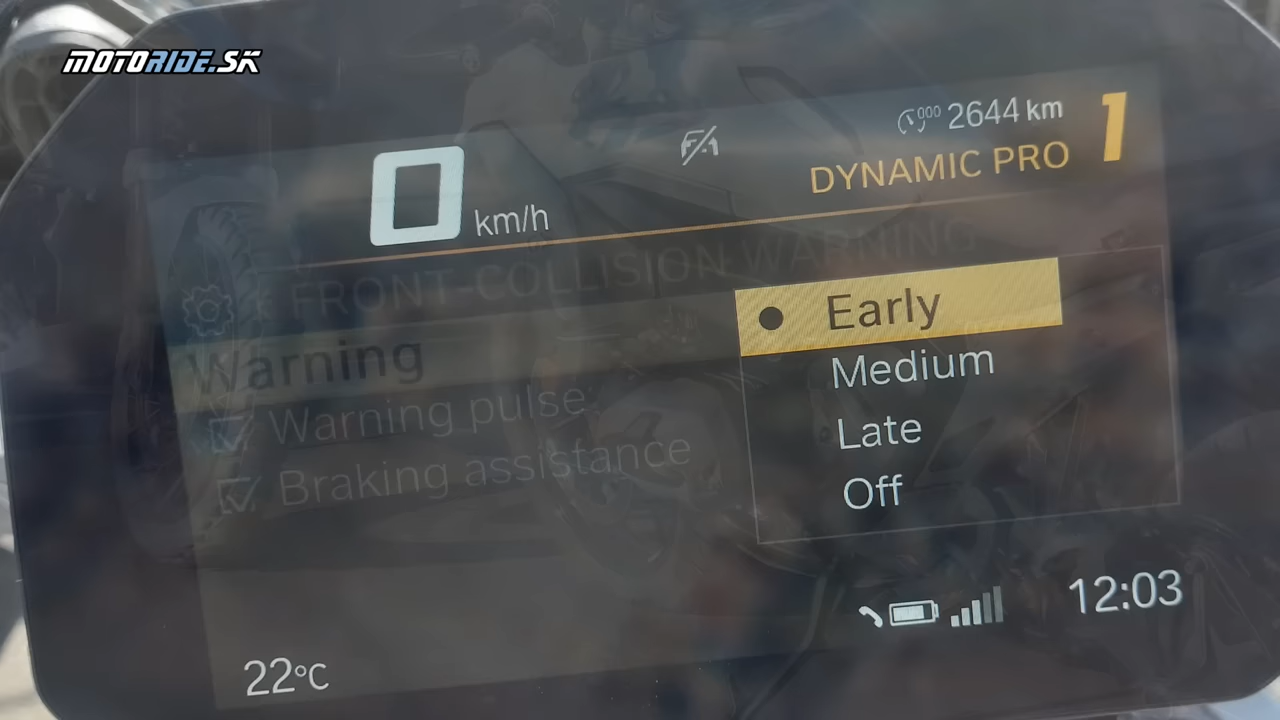 MOTORIDE.SK
000 2644 km
0 km/h
DYNAMIC PRO
1
FRONT-COLLISION WARNING
Warning
Early
Medium
Warning pulse:
Late
Braking assistance
Off
12:03
22°C